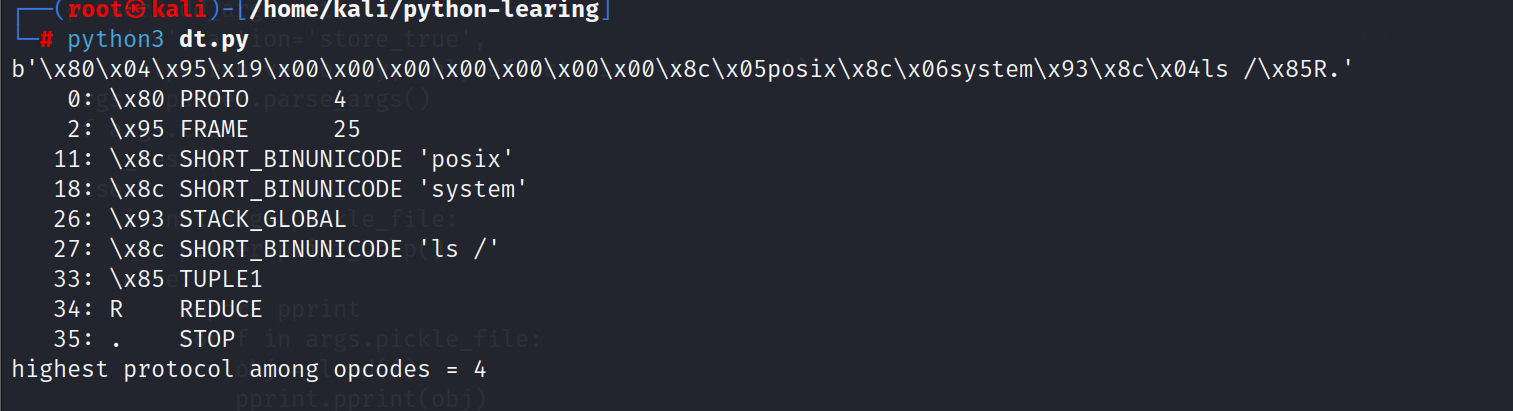 ┌──(root㉿kali)-[/home/kali/python-learing]
└─# python3 dt.py
b'\x80\x04\x95\x19\x00\x00\x00\x00\x00\x00\x00\x8c\x05posix\x8c\x06system\x93\x8c\x04ls /\x85R.'
    0: \x80 PROTO      4
    2: \x95 FRAME      25
   11: \x8c SHORT_BINUNICODE 'posix'
   18: \x8c SHORT_BINUNICODE 'system'
   26: \x93 STACK_GLOBAL
   27: \x8c SHORT_BINUNICODE 'ls /'
   33: \x85 TUPLE1
   34: R    REDUCE
   35: .    STOP
highest protocol among opcodes = 4
pprint.pprint(obj)